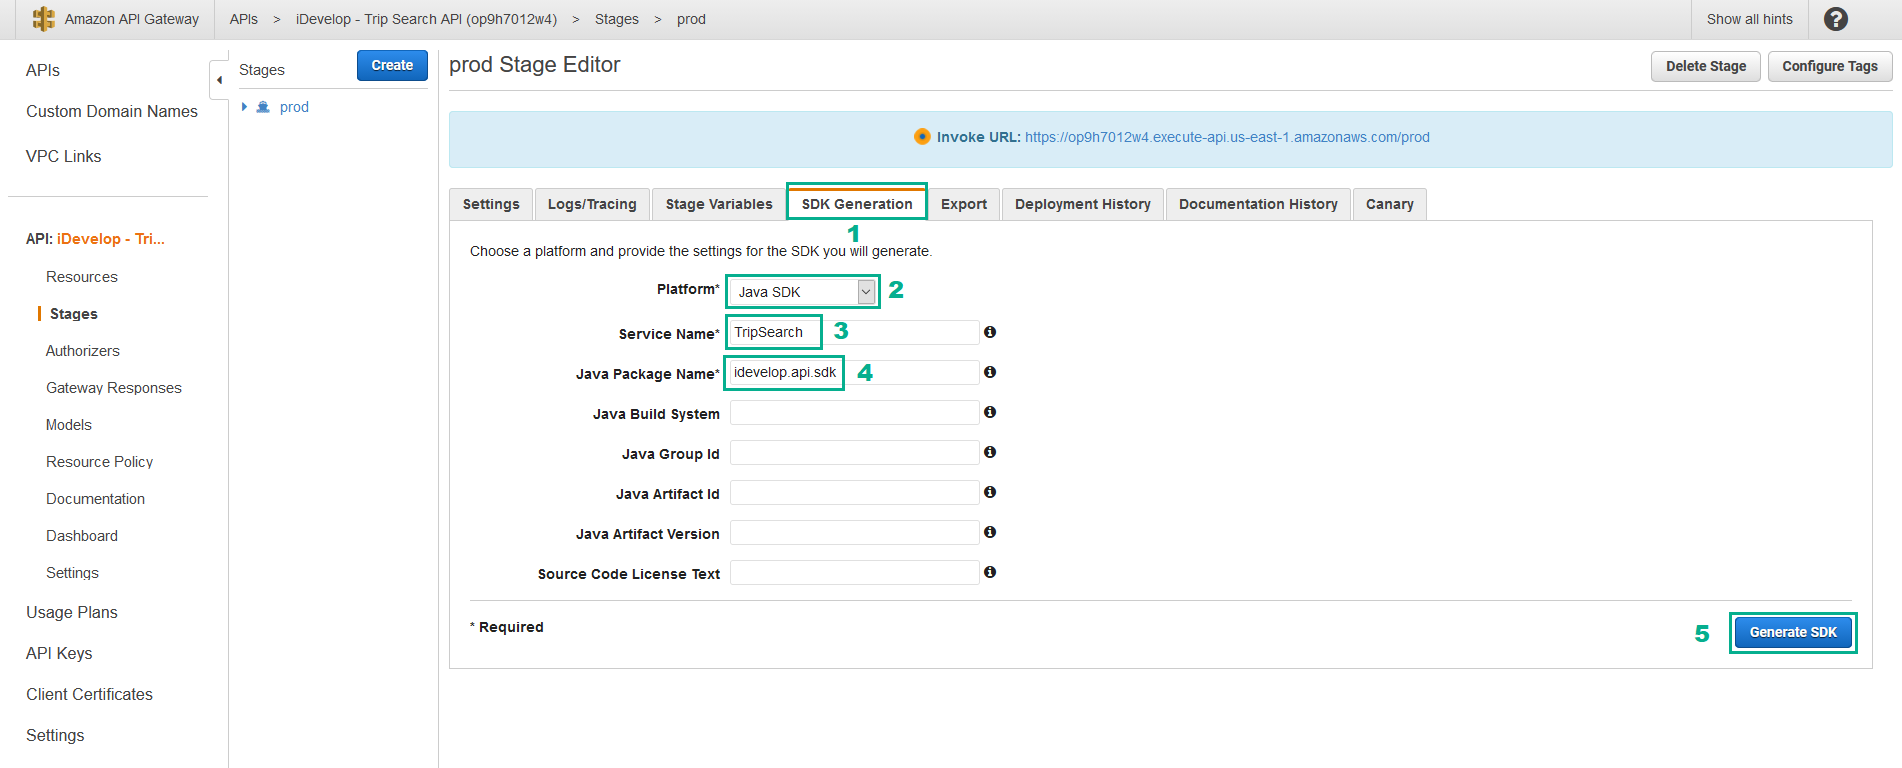 Amazon API Gateway APIs > iDevelop - Trip Search API (op9h7012w4) > Stages > prod Show all hints ?
APIs
Custom Domain Names
VPC Links
API: iDevelop - Tri...
Resources
Stages
Authorizers
Gateway Responses
Models
Resource Policy
Documentation
Dashboard
Settings
Usage Plans
API Keys
Client Certificates
Settings
Stages Create
prod
prod Stage Editor Delete Stage Configure Tags
Invoke URL: https://op9h7012w4.execute-api.us-east-1.amazonaws.com/prod
Settings Logs/Tracing Stage Variables SDK Generation Export Deployment History Documentation History Canary
1
Choose a platform and provide the settings for the SDK you will generate.
Platform* Java SDK 2
Service Name* TripSearch 3
Java Package Name* idevelop.api.sdk 4
Java Build System
Java Group Id
Java Artifact Id
Java Artifact Version
Source Code License Text
* Required 5 Generate SDK